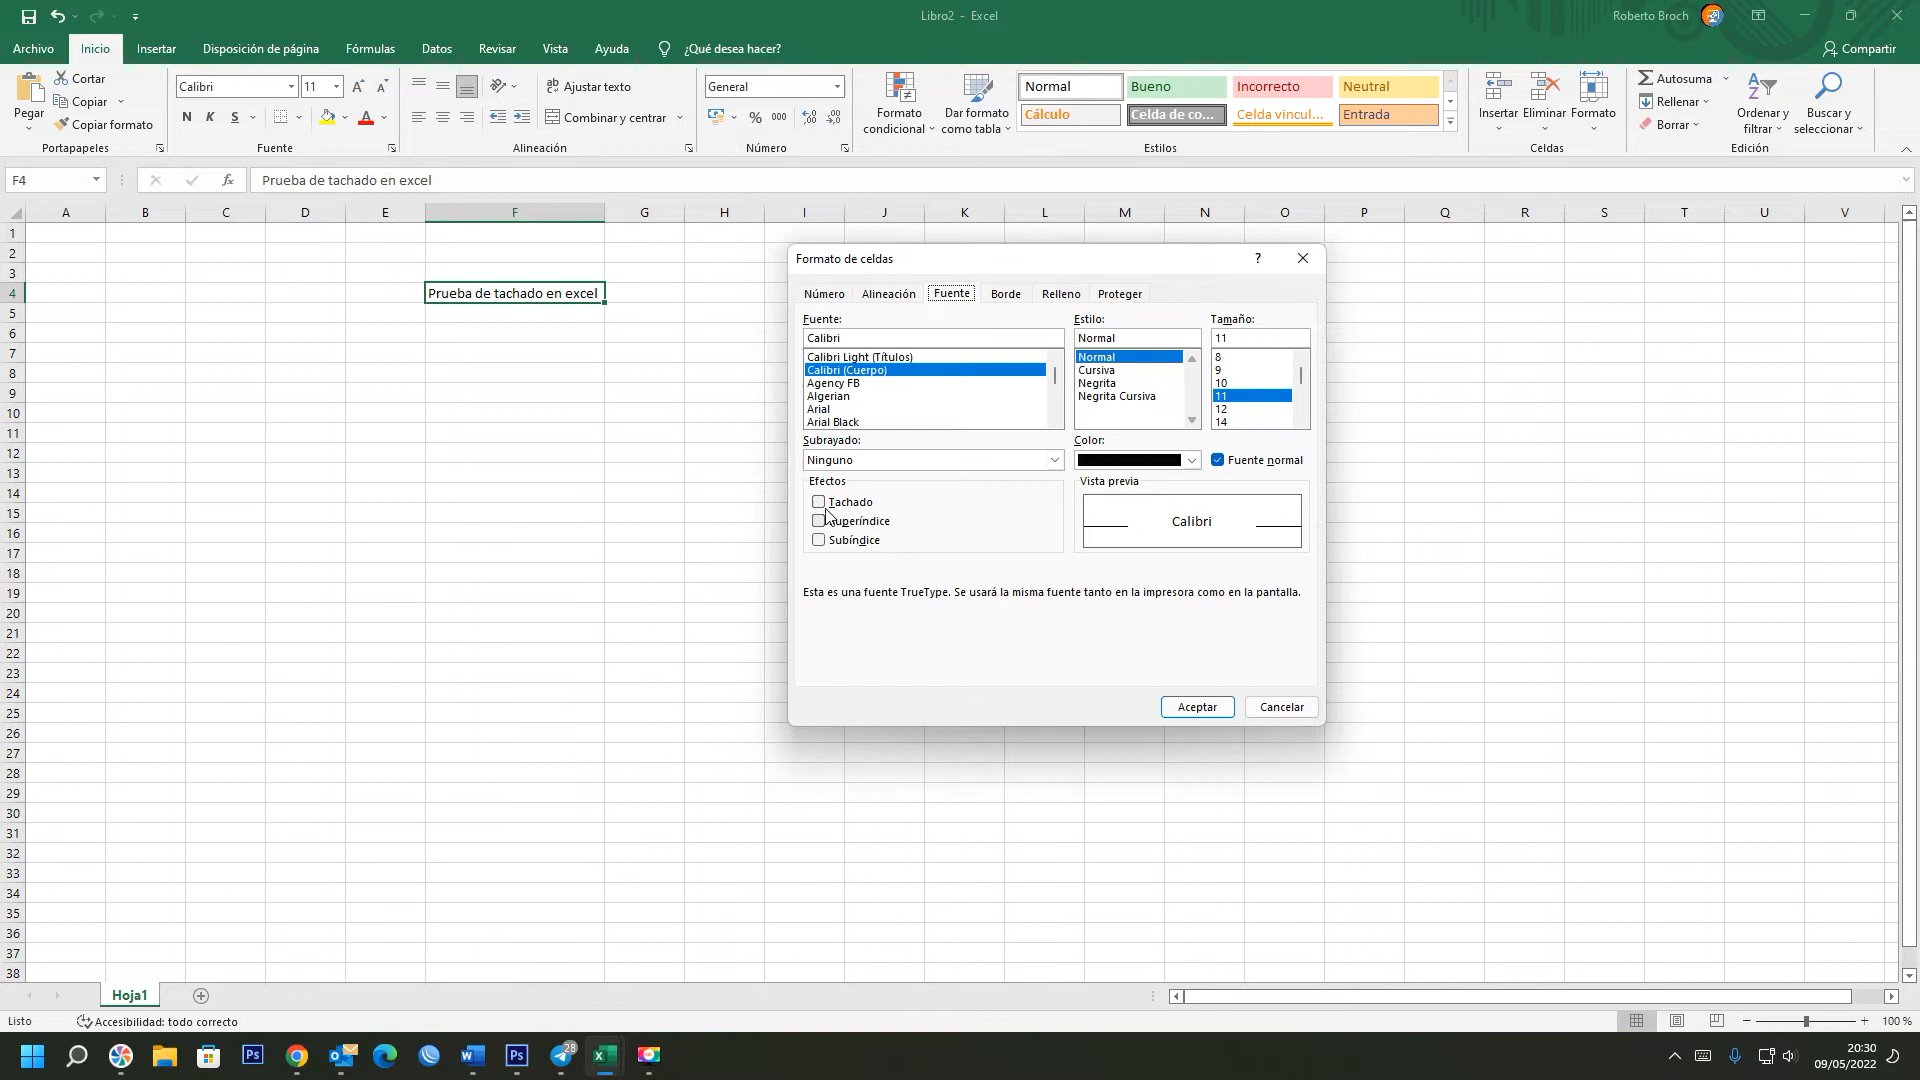 Libro2 - Excel
Roberto Broch
Archivo Inicio Insertar Disposición de página Fórmulas Datos Revisar Vista Ayuda ¿Qué desea hacer? Compartir
Pegar
Cortar
Copiar
Copiar formato
Portapapeles
Calibri 11
N K S
Fuente
Ajustar texto
Combinar y centrar
Alineación
General
% 000
Número
Formato condicional
Dar formato como tabla
Normal Bueno Incorrecto Neutral
Cálculo Celda de co... Celda vincul... Entrada
Estilos
Insertar Eliminar Formato
Celdas
Autosuma
Rellenar
Borrar
Ordenar y filtrar
Buscar y seleccionar
Edición
F4 fx Prueba de tachado en excel
A B C D E F G H I J K L M N O P Q R S T U V
1
2
3
4 Prueba de tachado en excel
5
6
7
8
9
10
11
12
13
14
15
16
17
18
19
20
21
22
23
24
25
26
27
28
29
30
31
32
33
34
35
36
37
38
Formato de celdas ?
Número Alineación Fuente Borde Relleno Proteger
Fuente: Estilo: Tamaño:
Calibri Normal 11
Calibri Light (Títulos) Normal 8
Calibri (Cuerpo) Cursiva 9
Agency FB Negrita 10
Algerian Negrita Cursiva 11
Arial 12
Arial Black 14
Subrayado: Color:
Ninguno Fuente normal
Efectos Vista previa
Tachado
Superíndice Calibri
Subíndice
Esta es una fuente TrueType. Se usará la misma fuente tanto en la impresora como en la pantalla.
Aceptar Cancelar
Hoja1
Listo Accesibilidad: todo correcto 100 %
Ps W Ps 28 X
20:30
09/05/2022